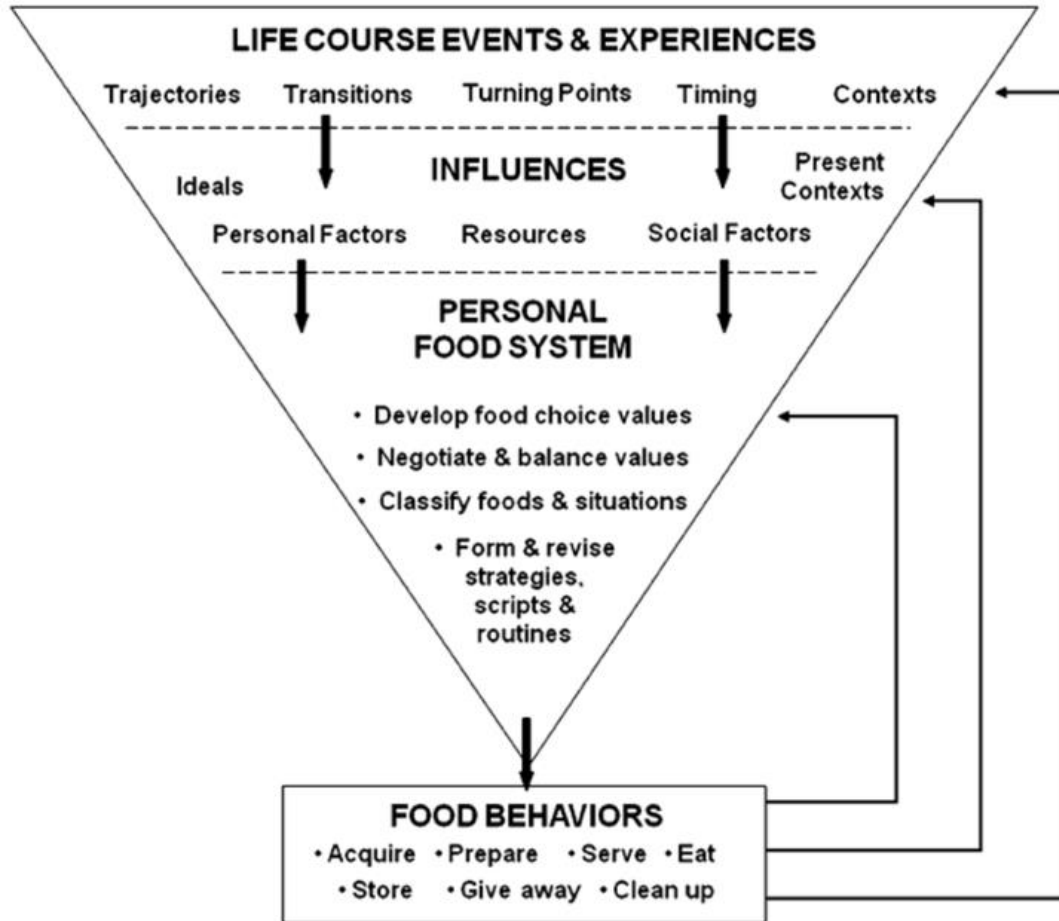 LIFE COURSE EVENTS & EXPERIENCES
Trajectories Transitions Turning Points Timing Contexts
INFLUENCES
Ideals
Present
Contexts
Personal Factors Resources Social Factors
PERSONAL
FOOD SYSTEM
• Develop food choice values
• Negotiate & balance values
• Classify foods & situations
• Form & revise
strategies,
scripts &
routines
FOOD BEHAVIORS
• Acquire • Prepare • Serve • Eat
• Store • Give away • Clean up